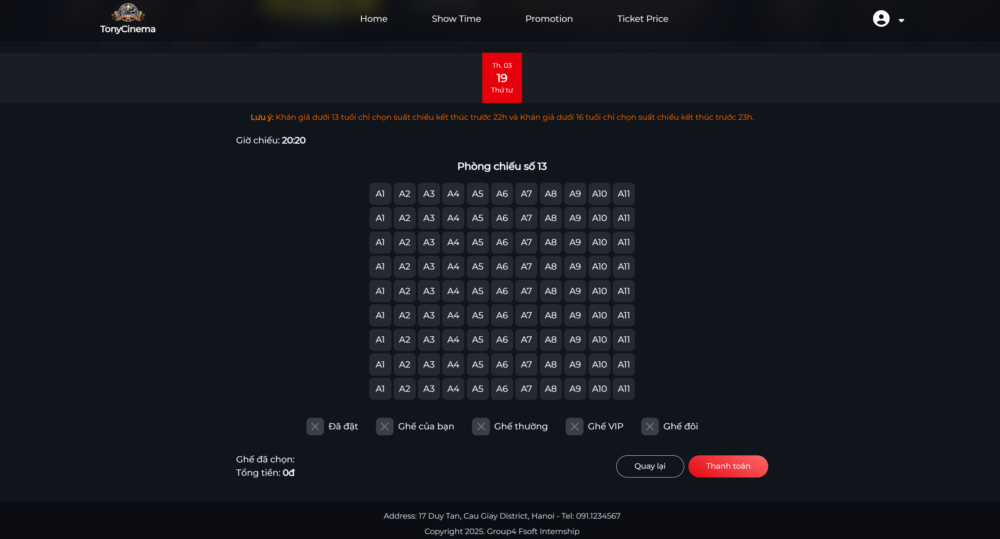 TonyCinema
Home Show Time Promotion Ticket Price
Th. 03
19
Thứ tư
Lưu ý: Khán giả dưới 13 tuổi chỉ chọn suất chiếu kết thúc trước 22h và Khán giả dưới 16 tuổi chỉ chọn suất chiếu kết thúc trước 23h.
Giờ chiếu: 20:20
Phòng chiếu số 13
A1 A2 A3 A4 A5 A6 A7 A8 A9 A10 A11
A1 A2 A3 A4 A5 A6 A7 A8 A9 A10 A11
A1 A2 A3 A4 A5 A6 A7 A8 A9 A10 A11
A1 A2 A3 A4 A5 A6 A7 A8 A9 A10 A11
A1 A2 A3 A4 A5 A6 A7 A8 A9 A10 A11
A1 A2 A3 A4 A5 A6 A7 A8 A9 A10 A11
A1 A2 A3 A4 A5 A6 A7 A8 A9 A10 A11
A1 A2 A3 A4 A5 A6 A7 A8 A9 A10 A11
A1 A2 A3 A4 A5 A6 A7 A8 A9 A10 A11
Đã đặt Ghế của bạn Ghế thường Ghế VIP Ghế đôi
Ghế đã chọn:
Tổng tiền: 0đ
Quay lại Thanh toán
Address: 17 Duy Tan, Cau Giay District, Hanoi - Tel: 091.1234567
Copyright 2025. Group4 Fsoft Internship